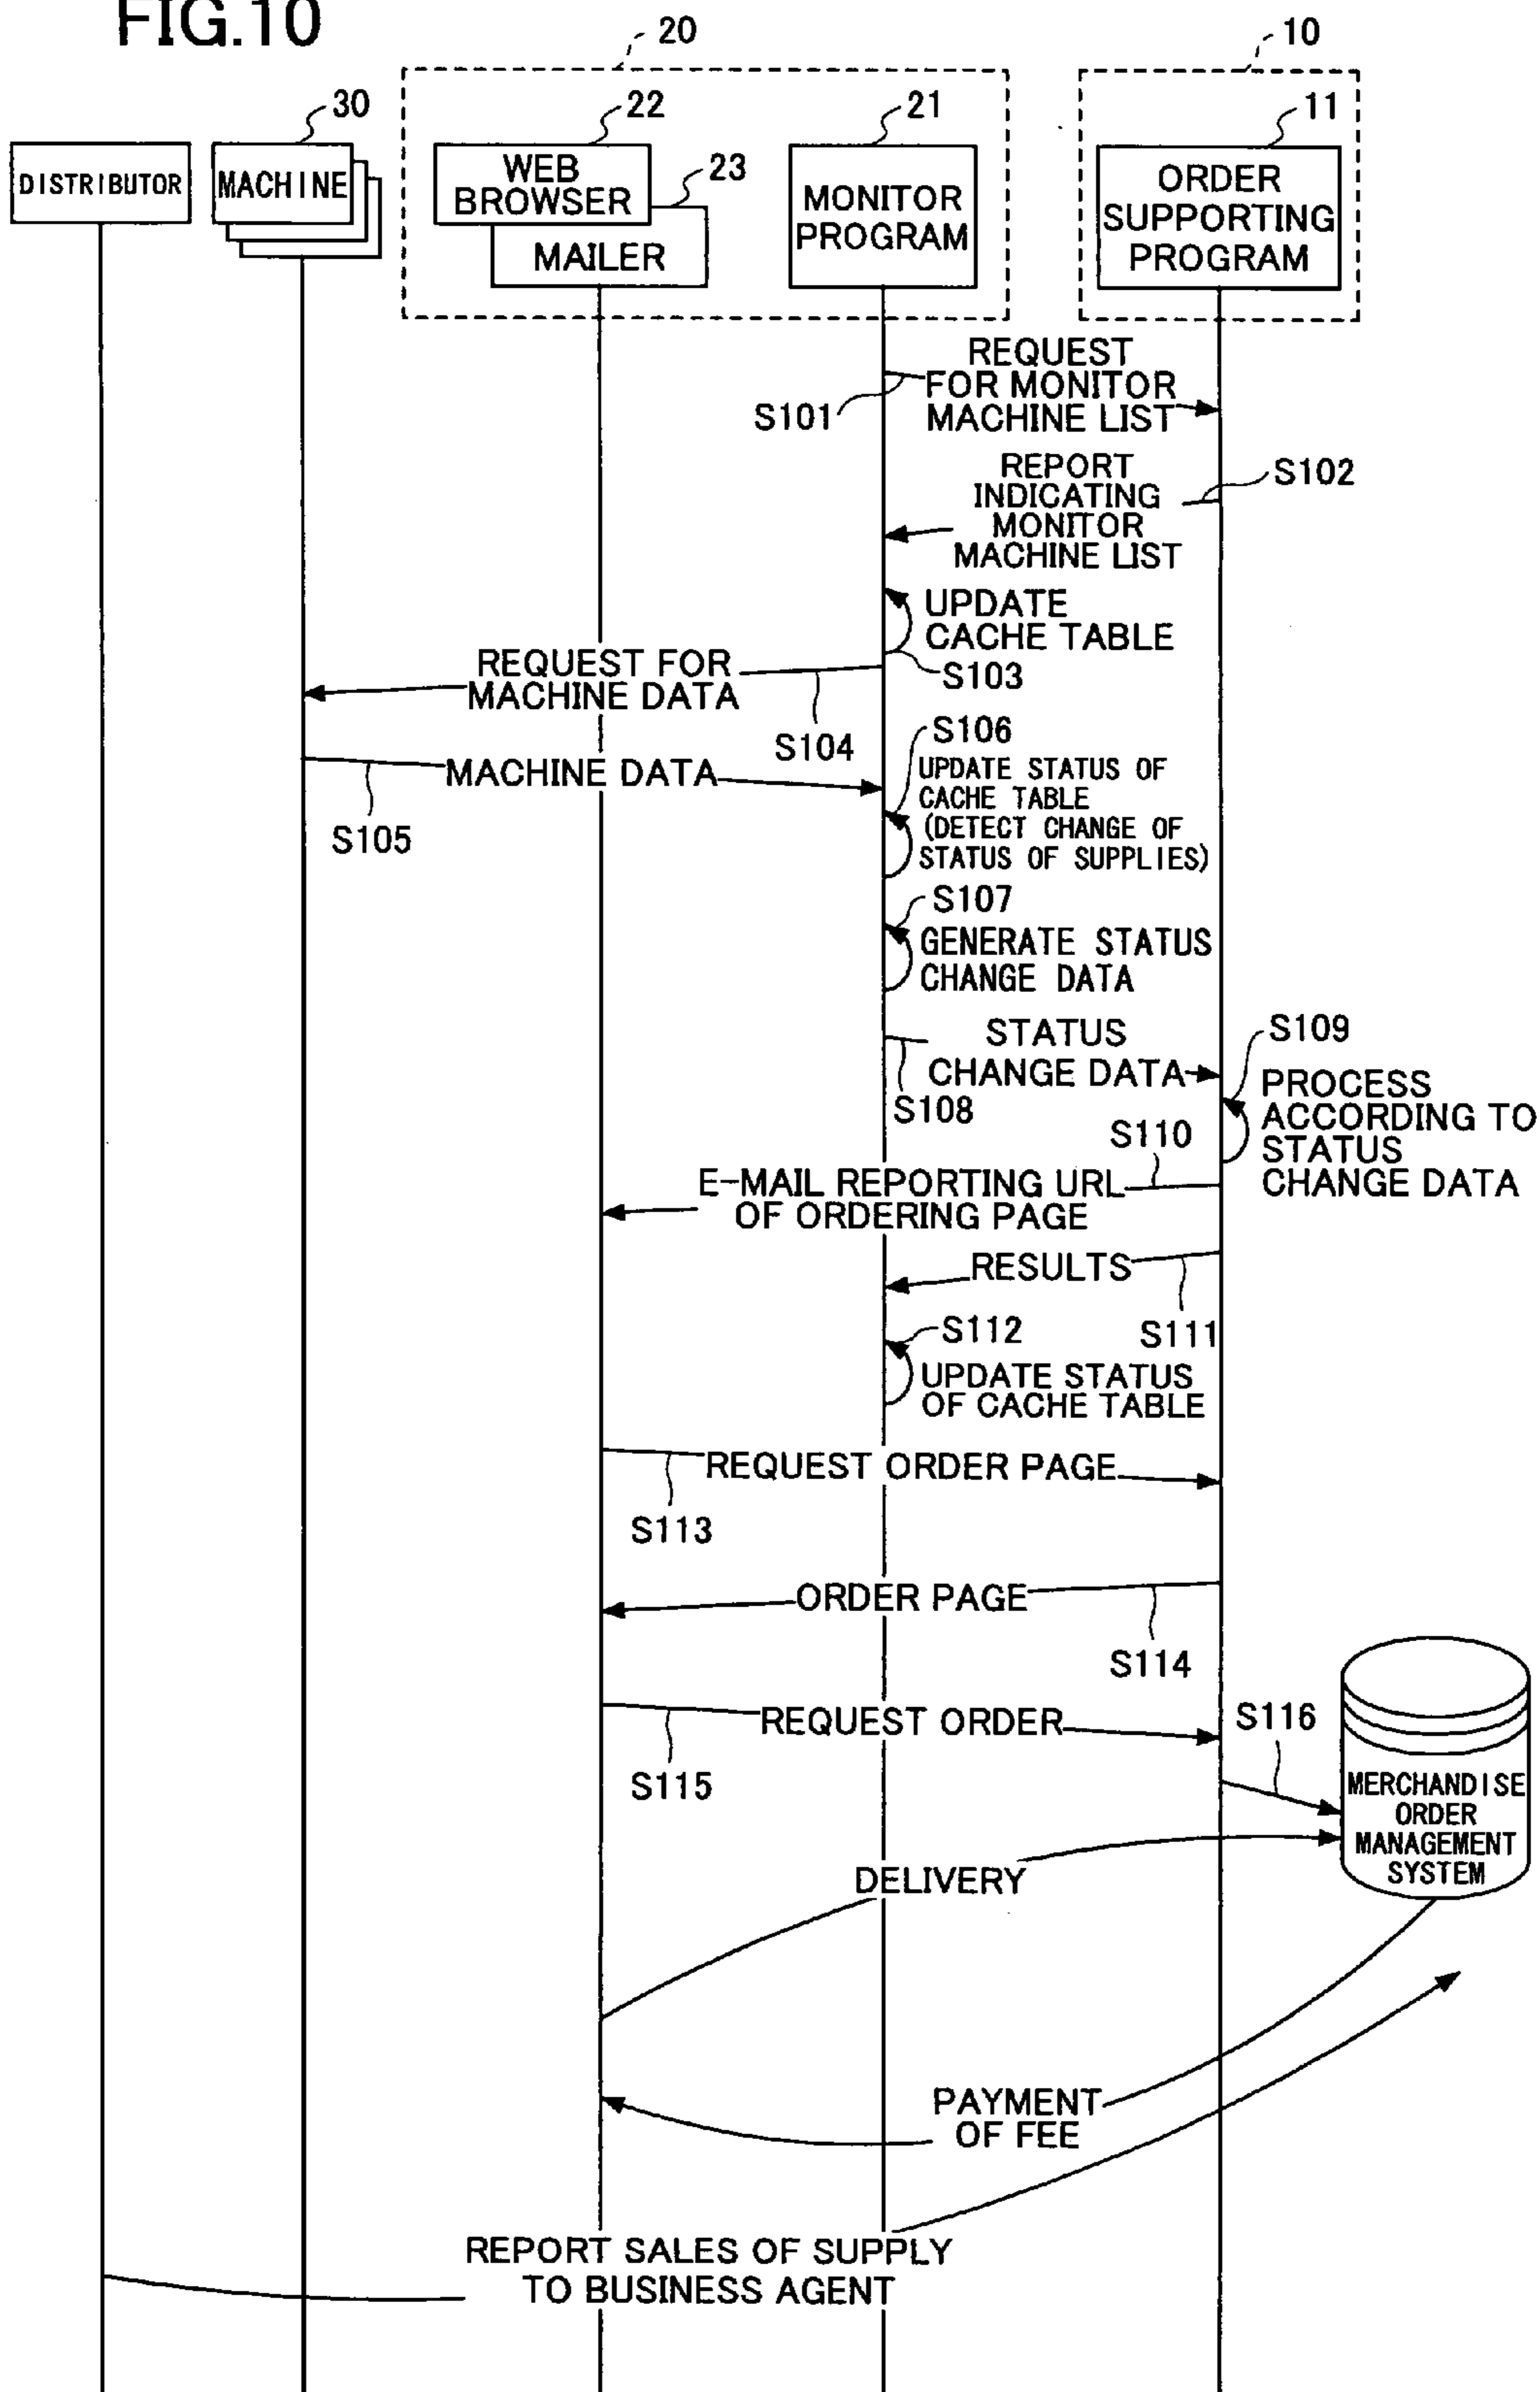 FIG.10
20
10
30
22
21
11
DISTRIBUTOR
MACHINE
WEB
BROWSER
23
MAILER
MONITOR
PROGRAM
ORDER
SUPPORTING
PROGRAM
REQUEST
FOR MONITOR
MACHINE LIST
S101
REPORT
INDICATING
MONITOR
MACHINE LIST
S102
UPDATE
CACHE TABLE
S103
REQUEST FOR
MACHINE DATA
S104
MACHINE DATA
S105
S106
UPDATE STATUS OF
CACHE TABLE
(DETECT CHANGE OF
STATUS OF SUPPLIES)
S107
GENERATE STATUS
CHANGE DATA
STATUS
CHANGE DATA
S108
S109
PROCESS
ACCORDING TO
STATUS
CHANGE DATA
S110
E-MAIL REPORTING URL
OF ORDERING PAGE
RESULTS
S111
S112
UPDATE STATUS
OF CACHE TABLE
REQUEST ORDER PAGE
S113
ORDER PAGE
S114
REQUEST ORDER
S115
S116
MERCHANDISE
ORDER
MANAGEMENT
SYSTEM
DELIVERY
PAYMENT
OF FEE
REPORT SALES OF SUPPLY
TO BUSINESS AGENT